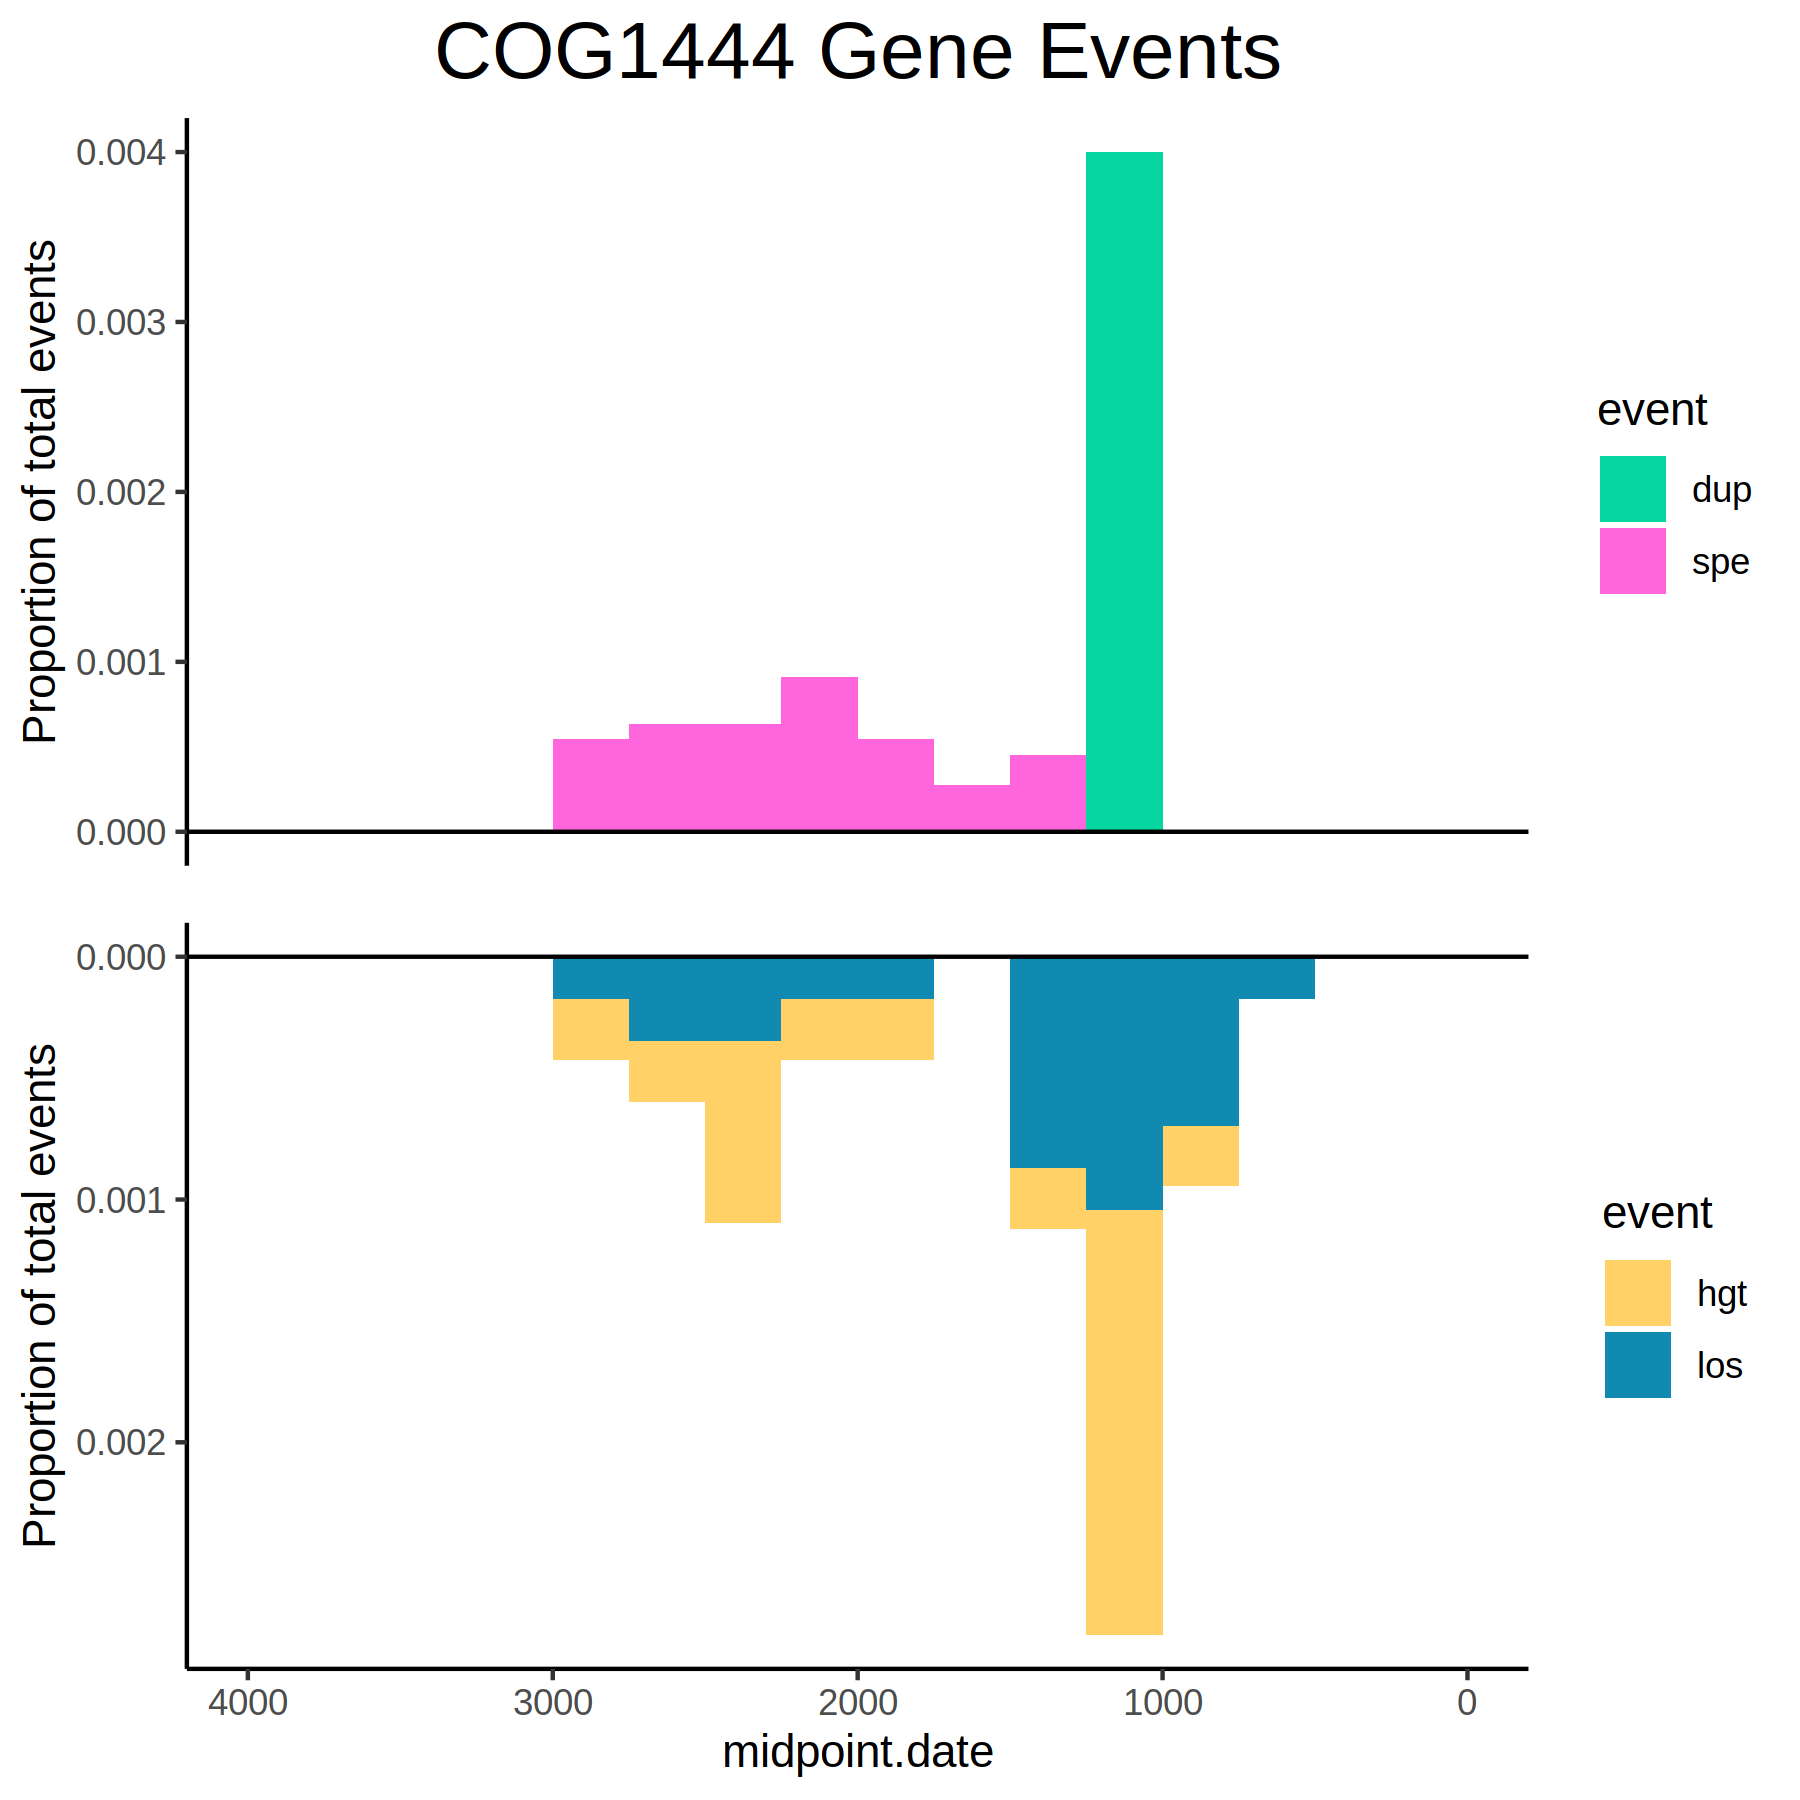 COG1444 Gene Events
Proportion of total events
0.004
0.003
0.002
0.001
0.000
event
dup
spe
Proportion of total events
0.000
0.001
0.002
event
hgt
los
4000 3000 2000 1000 0
midpoint.date